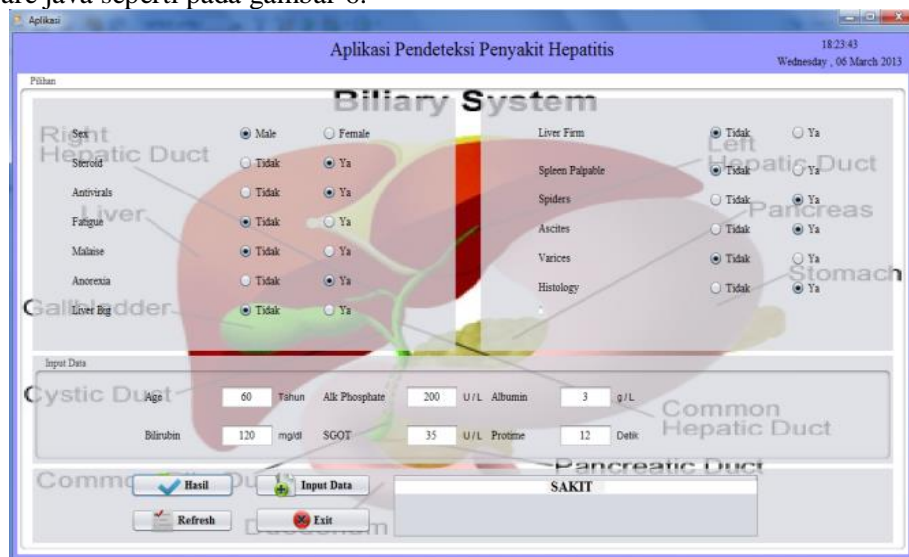 are java seperti pada gambar 8.
Aplikasi
Aplikasi Pendeteksi Penyakit Hepatitis
18:23:43
Wednesday , 06 March 2013
Pilihan
Biliary System
Right Hepatic Duct
Left Hepatic Duct
Liver
Pancreas
Stomach
Gallbladder
Cystic Duct
Common Hepatic Duct
Pancreatic Duct
Sex Male Female
Steroid Tidak Ya
Antivirals Tidak Ya
Fatigue Tidak Ya
Malaise Tidak Ya
Anorexia Tidak Ya
Liver Big Tidak Ya
Liver Firm Tidak Ya
Spleen Palpable Tidak Ya
Spiders Tidak Ya
Ascites Tidak Ya
Varices Tidak Ya
Histology Tidak Ya
Input Data
Age 60 Tahun Alk Phosphate 200 U/L Albumin 3 g/L
Bilirubin 120 mg/dl SGOT 35 U/L Protime 12 Detik
Hasil Input Data
SAKIT
Refresh Exit